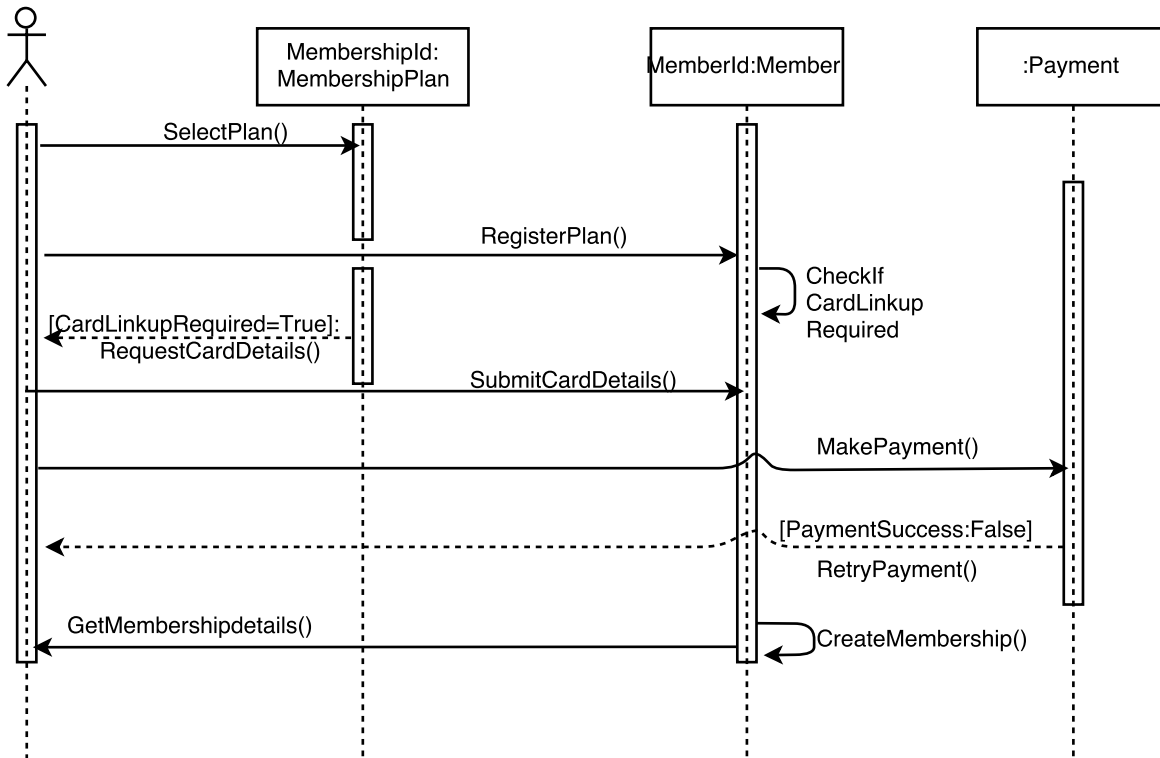 MembershipId:
MembershipPlan
MemberId:Member
:Payment
SelectPlan()
RegisterPlan()
CheckIf
CardLinkup
Required
[CardLinkupRequired=True]:
RequestCardDetails()
SubmitCardDetails()
MakePayment()
[PaymentSuccess:False]
RetryPayment()
GetMembershipdetails()
CreateMembership()